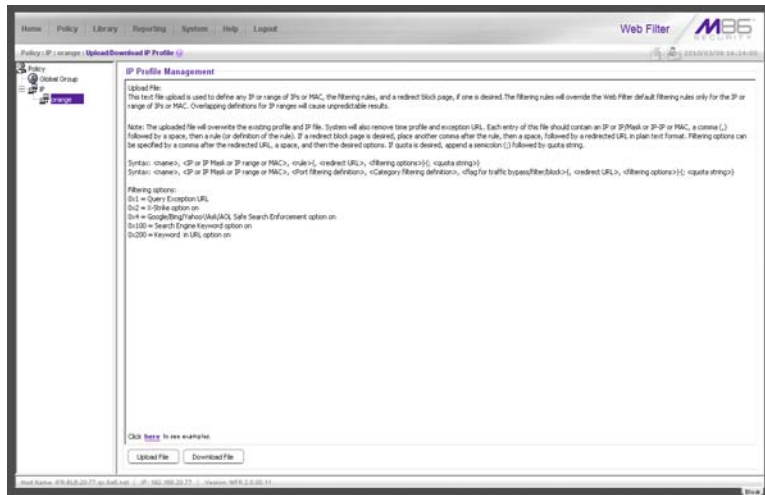 Home Policy Library Reporting System Help Logout
Web Filter
M86 SECURITY
Policy : IP : orange : Upload/Download IP Profile
Policy
Global Group
IP
orange
IP Profile Management
Upload File:
This text file upload is used to define any IP or range of IPs or MAC, the filtering rules, and a redirect block page, if one is desired.The filtering rules will override the Web Filter default filtering rules only for the IP or
range of IPs or MAC. Overlapping definitions for IP ranges will cause unpredictable results.
Note: The uploaded file will overwrite the existing profile and IP file. System will also remove time profile and exception URL. Each entry of this file should contain an IP or IP/Mask or IP-IP or MAC, a comma (,)
followed by a space, then a rule (or definition of the rule). If a redirect block page is desired, place another comma after the rule, then a space, followed by a redirected URL in plain text format. Filtering options can
be specified by a comma after the redirected URL, a space, and then the desired options. If quota is desired, append a semicolon (;) followed by quota string.
Syntax: <name>, <IP or IP Mask or IP range or MAC>, <rule>[, <redirect URL>, <filtering options>][; <quota string>]
Syntax: <name>, <IP or IP Mask or IP range or MAC>, <Port filtering definition>, <Category filtering definition>, <flag for traffic bypass/filter/block>[, <redirect URL>, <filtering options>][; <quota string>]
Filtering options:
0x1 = Query Exception URL
0x2 = X-Strike option on
0x4 = Google/Bing/Yahoo!/Ask/AOL Safe Search Enforcement option on
0x100 = Search Engine Keyword option on
0x200 = Keyword in URL option on
Click here to see examples.
Upload File Download File
Host Name: IP: 192.168.20.77 Version: WFR